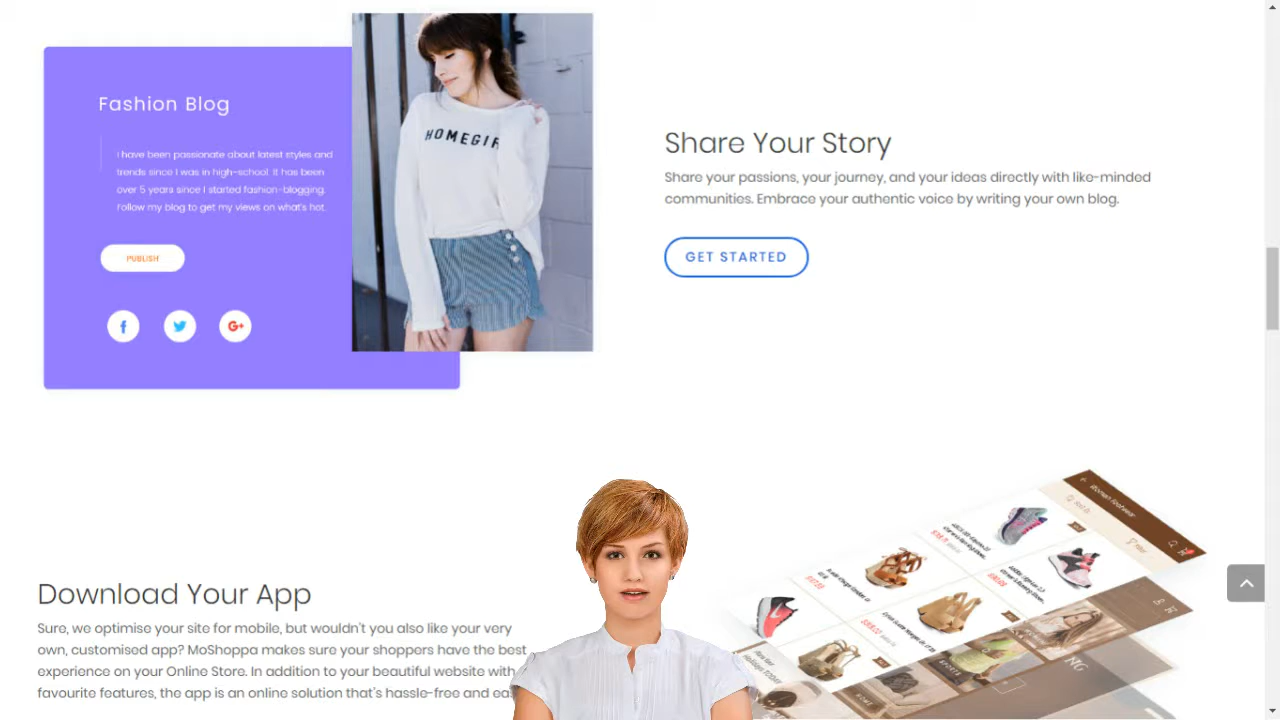 Fashion Blog
I have been passionate about latest styles and
trends since I was in high-school. It has been
over 5 years since I started fashion-blogging.
Follow my blog to get my views on what's hot.
PUBLISH
G+
HOMEGIR
Share Your Story
Share your passions, your journey, and your ideas directly with like-minded
communities. Embrace your authentic voice by writing your own blog.
GET STARTED
Women Footwear
Download Your App
Sure, we optimise your site for mobile, but wouldn't you also like your very
own, customised app? MoShoppa makes sure your shoppers have the best
experience on your Online Store. In addition to your beautiful website with
favourite features, the app is an online solution that's hassle-free and